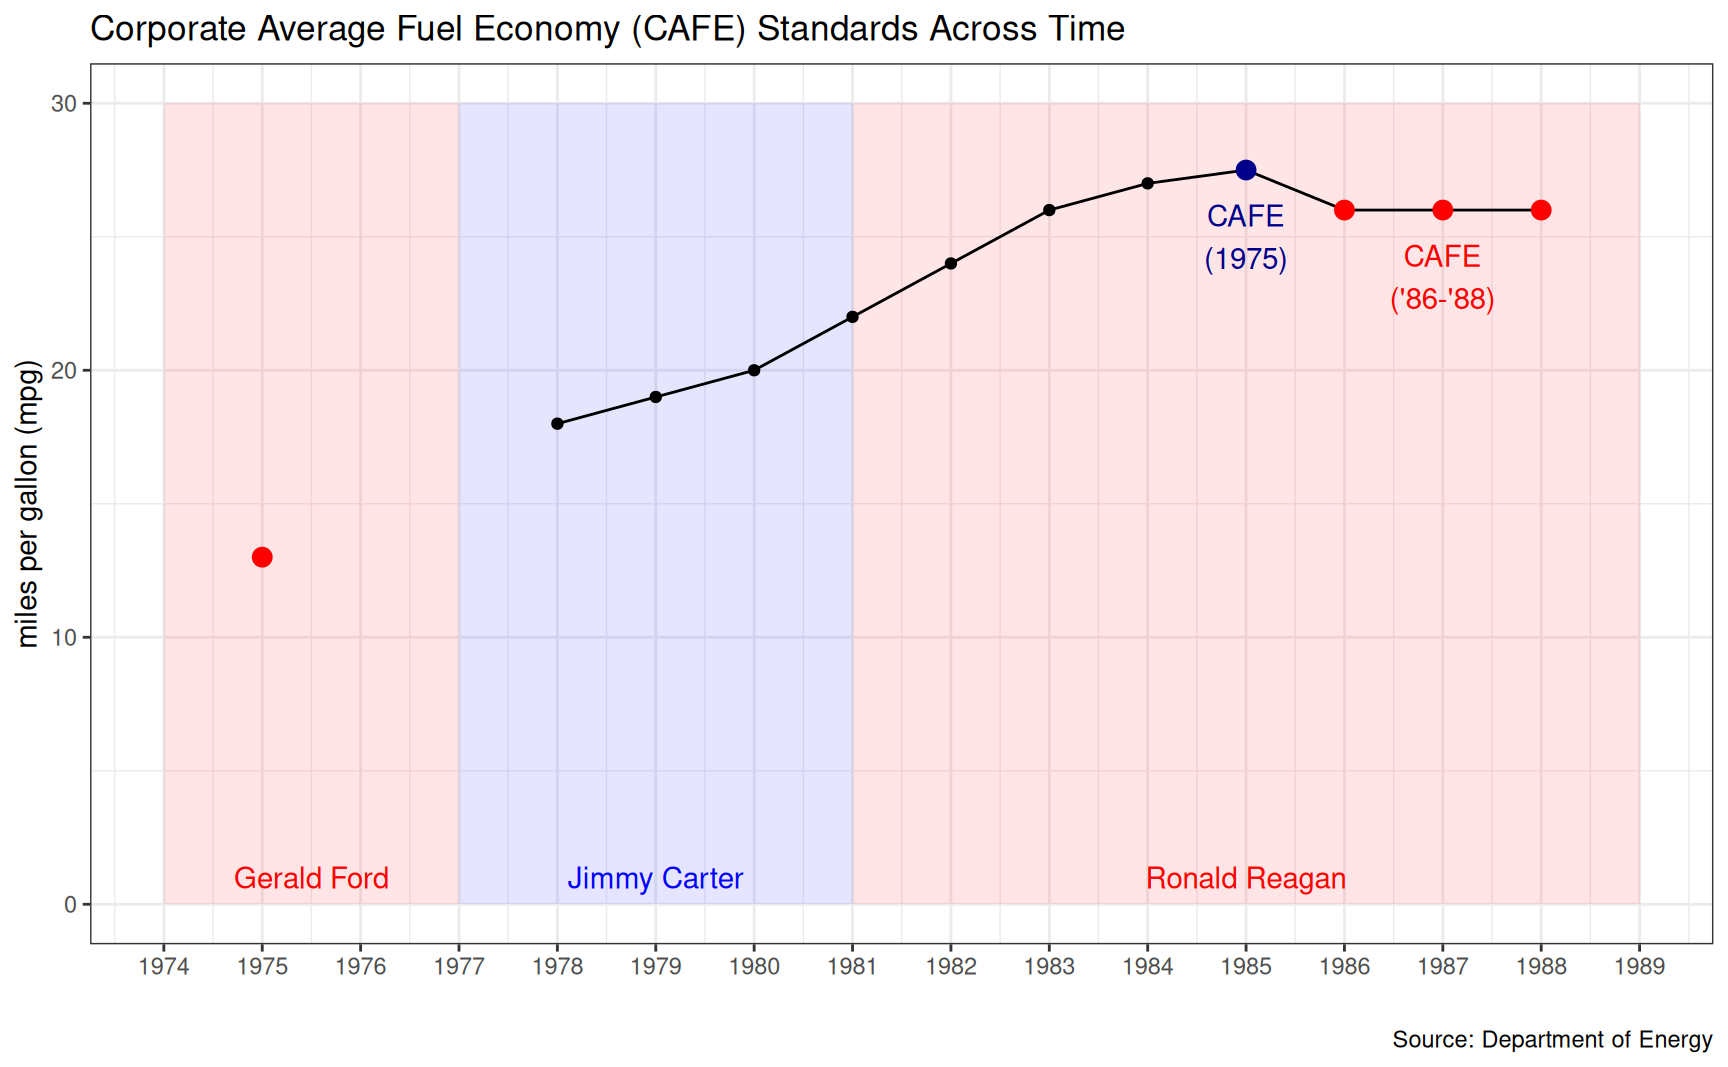 Corporate Average Fuel Economy (CAFE) Standards Across Time
miles per gallon (mpg)
30
20
10
0
CAFE
(1975)
CAFE
('86-'88)
Gerald Ford
Jimmy Carter
Ronald Reagan
1974 1975 1976 1977 1978 1979 1980 1981 1982 1983 1984 1985 1986 1987 1988 1989
Source: Department of Energy